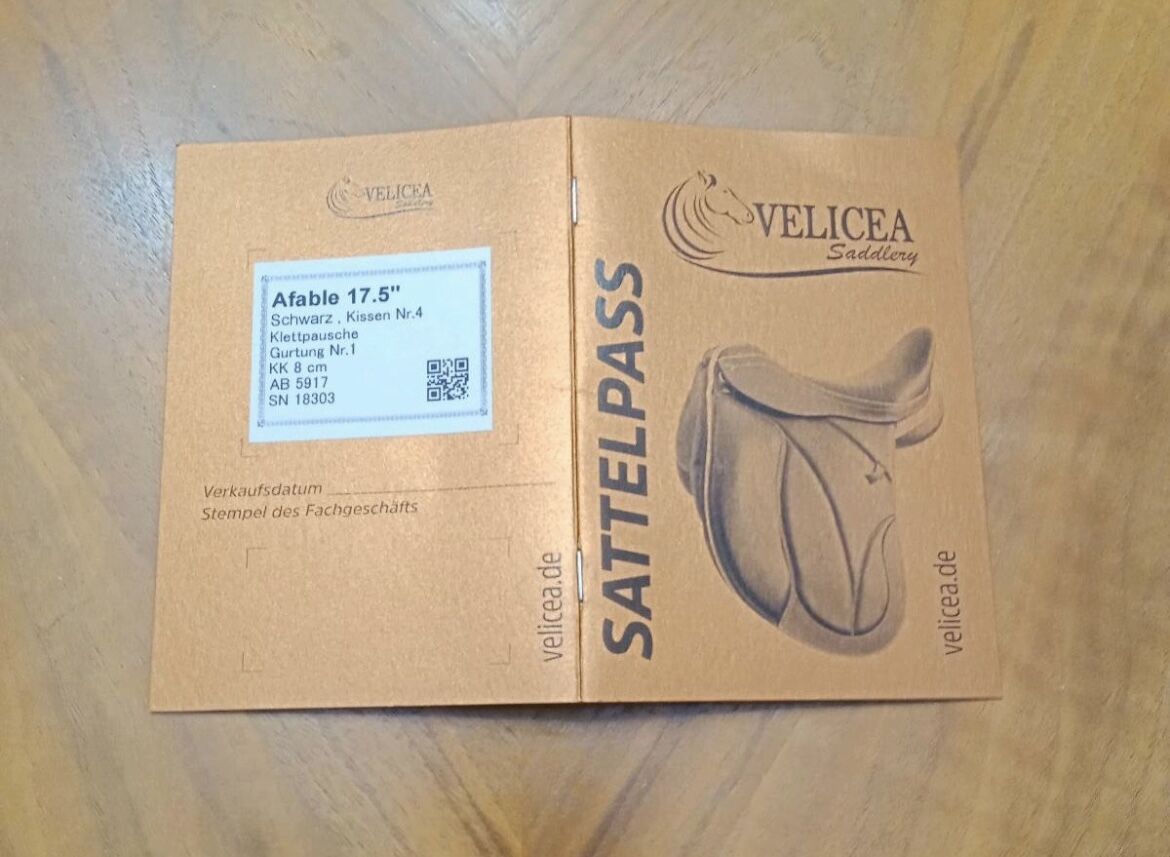 VELICEA
Saddlery
Afable 17.5"
Schwarz , Kissen Nr.4
Klettpausche
Gurtung Nr.1
KK 8 cm
AB 5917
SN 18303
Verkaufsdatum
Stempel des Fachgeschäfts
velicea.de
VELICEA
Saddlery
SATTELPASS
velicea.de